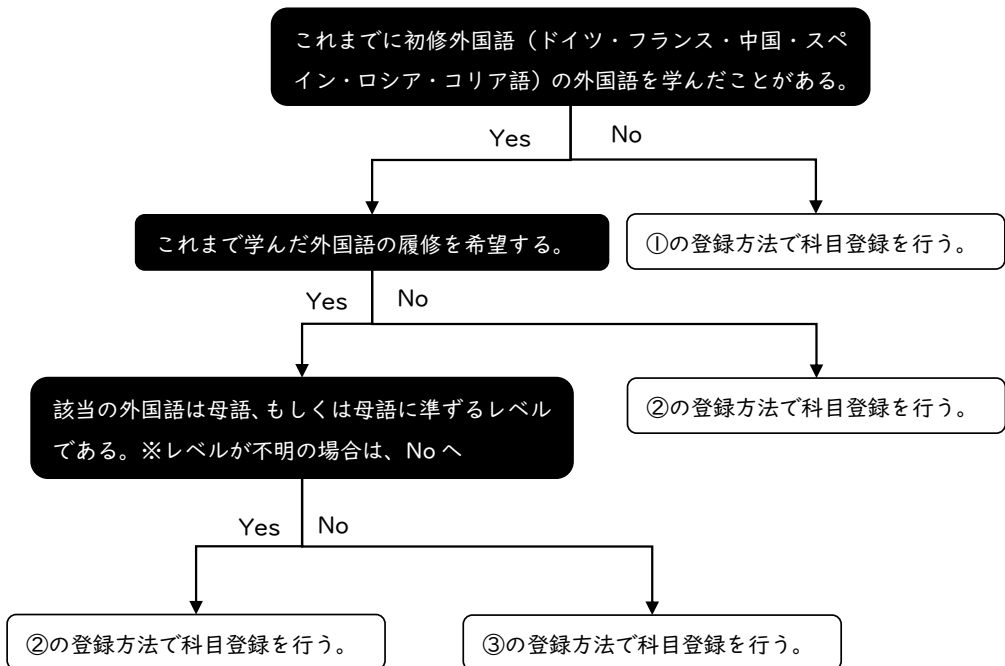 これまでに初修外国語（ドイツ・フランス・中国・スペ
イン・ロシア・コリア語）の外国語を学んだことがある。
Yes
No
これまで学んだ外国語の履修を希望する。
①の登録方法で科目登録を行う。
Yes
No
該当の外国語は母語、もしくは母語に準ずるレベル
である。※レベルが不明の場合は、No へ
②の登録方法で科目登録を行う。
Yes
No
②の登録方法で科目登録を行う。
③の登録方法で科目登録を行う。